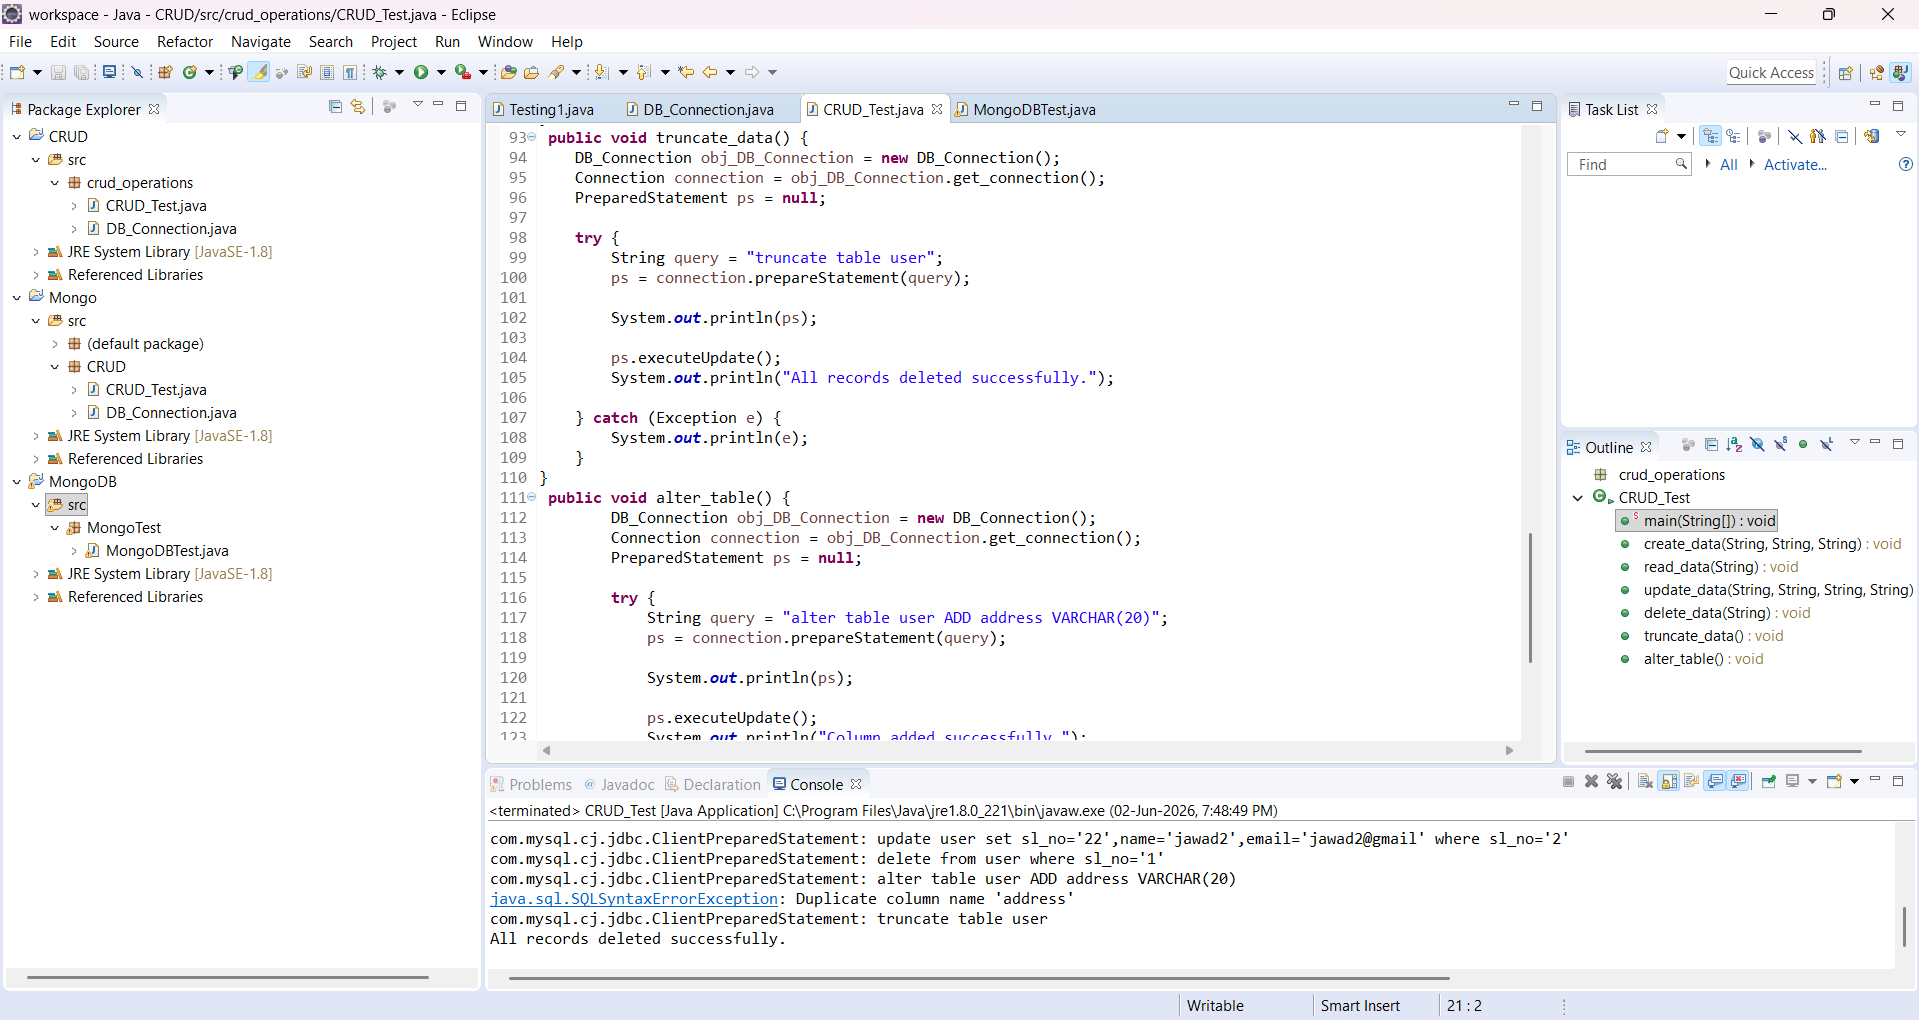 workspace - Java - CRUD/src/crud_operations/CRUD_Test.java - Eclipse
File Edit Source Refactor Navigate Search Project Run Window Help
Quick Access
Package Explorer
CRUD
src
crud_operations
CRUD_Test.java
DB_Connection.java
JRE System Library [JavaSE-1.8]
Referenced Libraries
Mongo
src
(default package)
CRUD
CRUD_Test.java
DB_Connection.java
JRE System Library [JavaSE-1.8]
Referenced Libraries
MongoDB
src
MongoTest
MongoDBTest.java
JRE System Library [JavaSE-1.8]
Referenced Libraries
Testing1.java DB_Connection.java CRUD_Test.java MongoDBTest.java
93 public void truncate_data() {
94 DB_Connection obj_DB_Connection = new DB_Connection();
95 Connection connection = obj_DB_Connection.get_connection();
96 PreparedStatement ps = null;
97
98 try {
99 String query = "truncate table user";
100 ps = connection.prepareStatement(query);
101
102 System.out.println(ps);
103
104 ps.executeUpdate();
105 System.out.println("All records deleted successfully.");
106
107 } catch (Exception e) {
108 System.out.println(e);
109 }
110 }
111 public void alter_table() {
112 DB_Connection obj_DB_Connection = new DB_Connection();
113 Connection connection = obj_DB_Connection.get_connection();
114 PreparedStatement ps = null;
115
116 try {
117 String query = "alter table user ADD address VARCHAR(20)";
118 ps = connection.prepareStatement(query);
119
120 System.out.println(ps);
121
122 ps.executeUpdate();
123 System.out.println("Column added successfully.");
Task List
Find All Activate...
Outline
crud_operations
CRUD_Test
main(String[]) : void
create_data(String, String, String) : void
read_data(String) : void
update_data(String, String, String, String)
delete_data(String) : void
truncate_data() : void
alter_table() : void
Problems Javadoc Declaration Console
<terminated> CRUD_Test [Java Application] C:\Program Files\Java\jre1.8.0_221\bin\javaw.exe (02-Jun-2026, 7:48:49 PM)
com.mysql.cj.jdbc.ClientPreparedStatement: update user set sl_no='22',name='jawad2',email='jawad2@gmail' where sl_no='2'
com.mysql.cj.jdbc.ClientPreparedStatement: delete from user where sl_no='1'
com.mysql.cj.jdbc.ClientPreparedStatement: alter table user ADD address VARCHAR(20)
java.sql.SQLSyntaxErrorException: Duplicate column name 'address'
com.mysql.cj.jdbc.ClientPreparedStatement: truncate table user
All records deleted successfully.
Writable Smart Insert 21 : 2